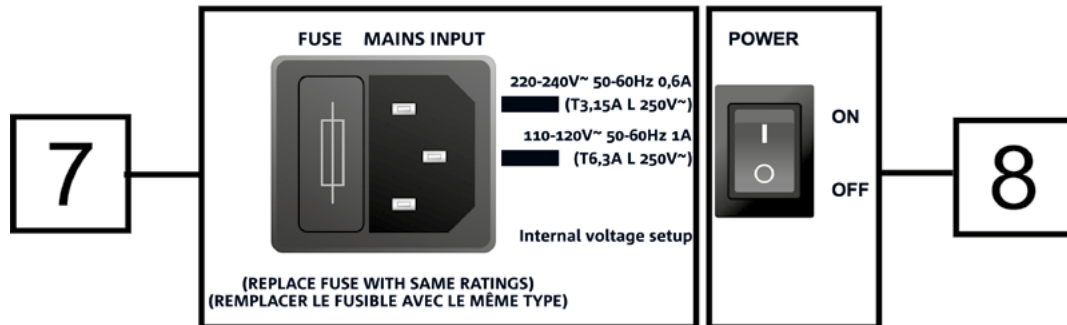 7
FUSE MAINS INPUT
220-240V~ 50-60Hz 0,6A
(T3,15A L 250V~)
110-120V~ 50-60Hz 1A
(T6,3A L 250V~)
Internal voltage setup
(REPLACE FUSE WITH SAME RATINGS)
(REMPLACER LE FUSIBLE AVEC LE MÊME TYPE)
POWER
ON
OFF
8